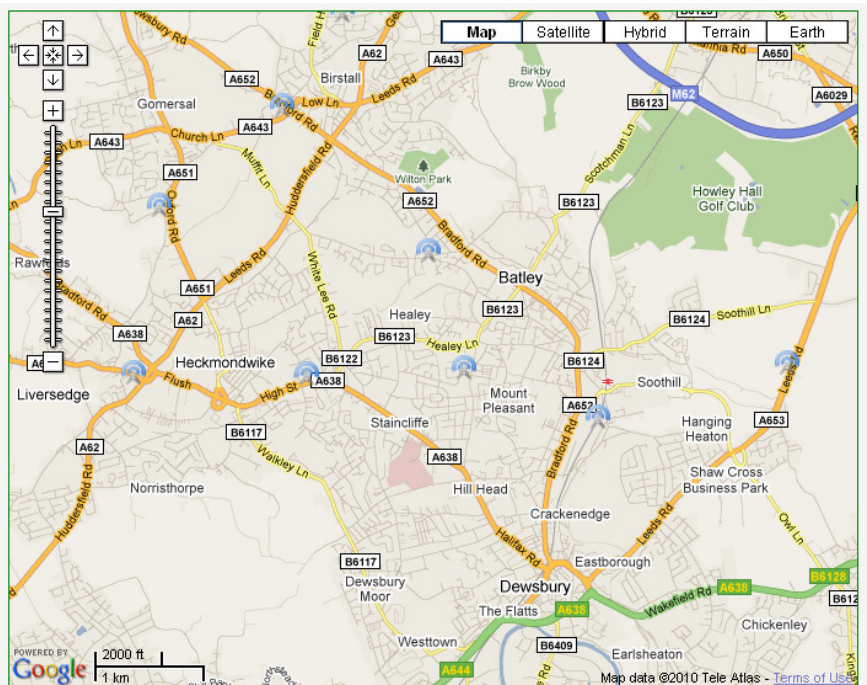 Dewsbury Rd
Field H
A62
Map
Satellite
Hybrid
Terrain
Earth
A650
A652
Birstall
A643
Birkby
Brow Wood
M62
B6123
A6029
Gomersal
Low Ln
Leeds Rd
Bradford Rd
A643
Church Ln
A643
Scotchman Ln
Muffit Ln
Huddersfield Rd
A651
Wilton Park
Howley Hall
Golf Club
Oxford Rd
A652
B6123
Bradford Rd
White Lee Rd
Leeds Rd
Batley
A651
Bradford Rd
Healey
B6123
Soothill Ln
A62
B6124
A638
B6123
Healey Ln
Heckmondwike
B6122
B6124
Liversedge
Flush
High St
A638
Mount
Pleasant
Soothill
Leeds Rd
A652
Staincliffe
Hanging
Heaton
A653
B6117
A62
Walkley Ln
A638
Bradford Rd
Shaw Cross
Business Park
Norristhorpe
Hill Head
Huddersfield Rd
Crackenedge
Leeds Rd
Owl Ln
Halifax Rd
B6117
Eastborough
Dewsbury
Moor
Dewsbury
A638
B6128
The Flatts
A638
Wakefield Rd
Chickenley
Westtown
B6409
Earlsheaton
A644
POWERED BY
Google
2000 ft
1 km
Map data ©2010 Tele Atlas - Terms of Use